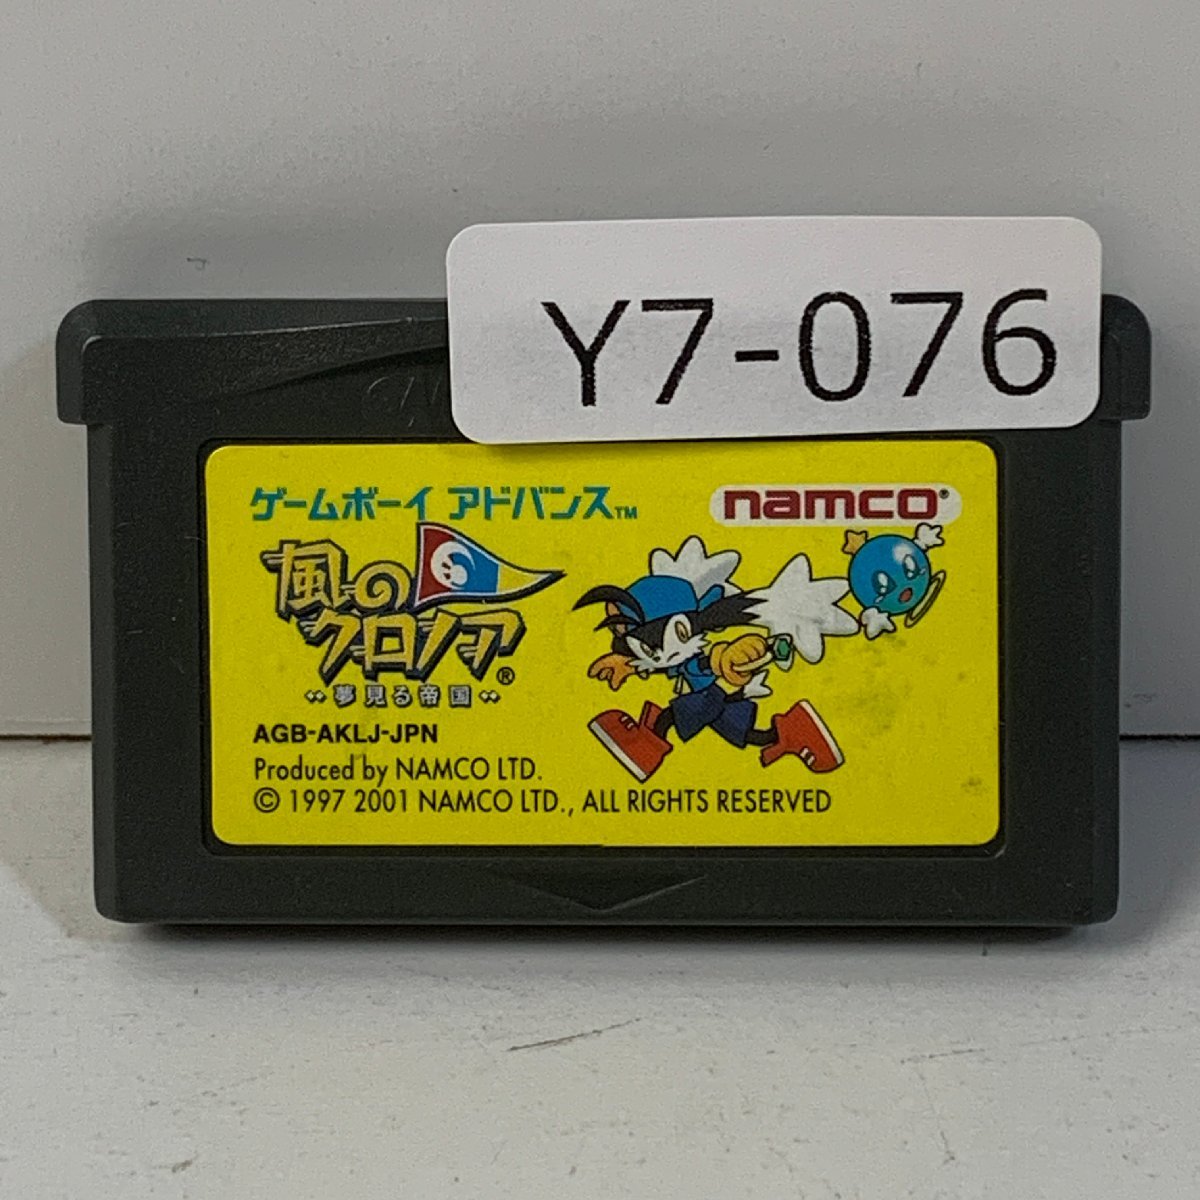 Y7-076
ゲームボーイ アドバンス™
namco®
風のクロノア®
夢見る帝国
AGB-AKLJ-JPN
Produced by NAMCO LTD.
© 1997 2001 NAMCO LTD., ALL RIGHTS RESERVED